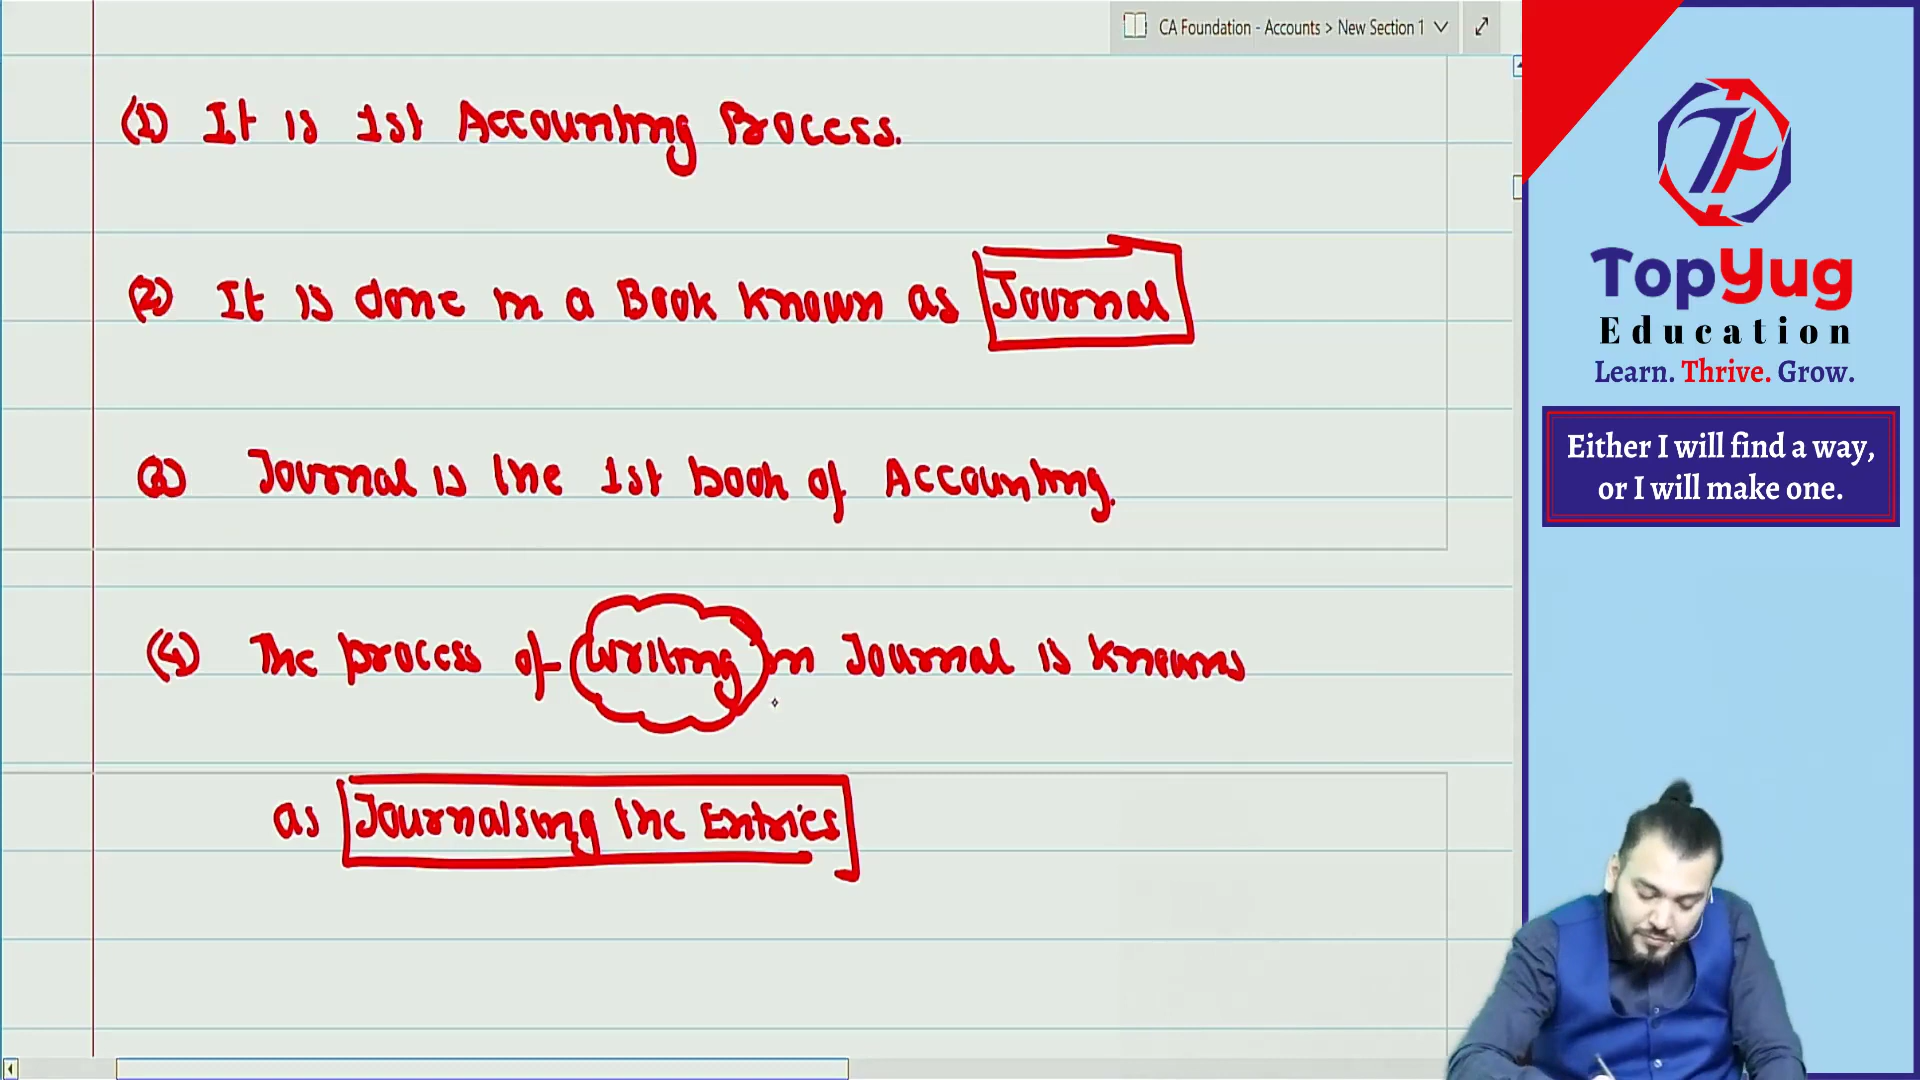 CA Foundation - Accounts > New Section 1
(1) It is 1st Accounting Process.
(2) It is done in a Book known as Journal
(3) Journal is the 1st book of Accounting.
(4) The process of writing in Journal is knowns
as Journalsing the Entries
TopYug
Education
Learn. Thrive. Grow.
Either I will find a way,
or I will make one.